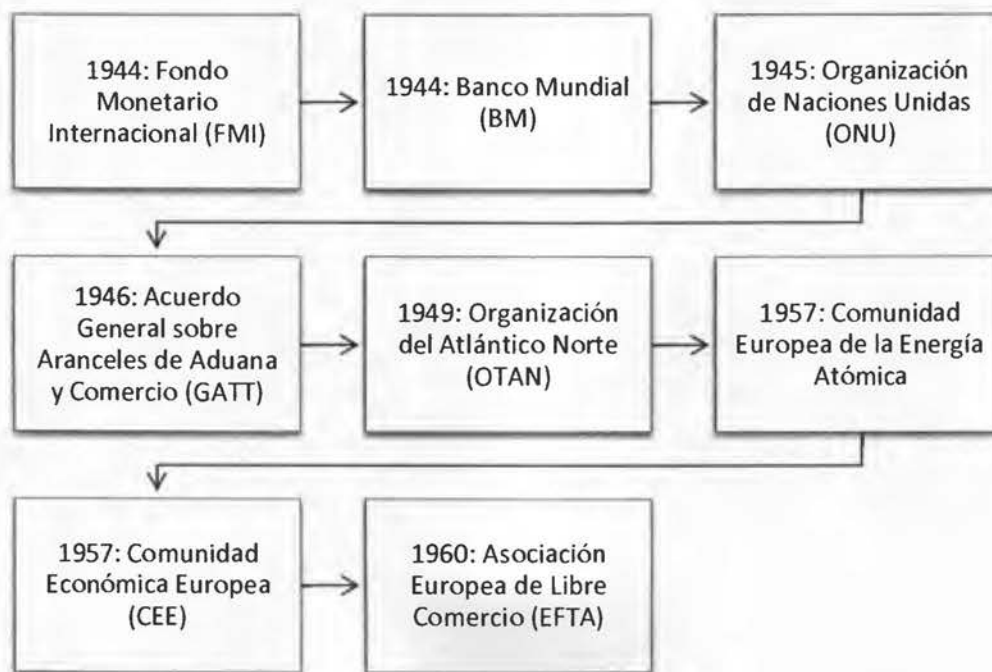 1944: Fondo
Monetario
Internacional (FMI)
1944: Banco Mundial
(BM)
1945: Organización
de Naciones Unidas
(ONU)
1946: Acuerdo
General sobre
Aranceles de Aduana
y Comercio (GATT)
1949: Organización
del Atlántico Norte
(OTAN)
1957: Comunidad
Europea de la Energía
Atómica
1957: Comunidad
Económica Europea
(CEE)
1960: Asociación
Europea de Libre
Comercio (EFTA)